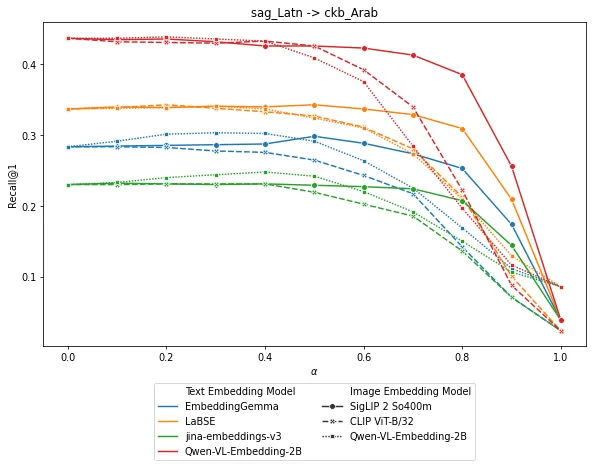 sag_Latn -> ckb_Arab
Recall@1
0.4
0.3
0.2
0.1
0.0 0.2 0.4 0.6 0.8 1.0
α
Text Embedding Model
EmbeddingGemma
LaBSE
jina-embeddings-v3
Qwen-VL-Embedding-2B
Image Embedding Model
SigLIP 2 So400m
CLIP ViT-B/32
Qwen-VL-Embedding-2B